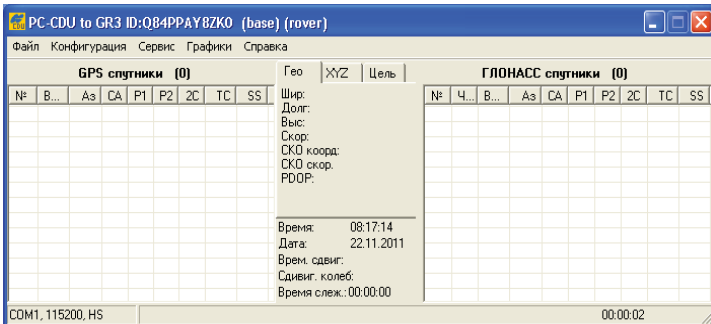 PC-CDU to GR3 ID:Q84PPAY8ZK0 (base) (rover)
Файл Конфигурация Сервис Графики Справка
GPS спутники (0)
№ В... Аз CA P1 P2 2C TC SS
Гео XYZ Цель
Шир:
Долг:
Выс:
Скор:
СКО коорд:
СКО скор.
PDOP:
Время: 08:17:14
Дата: 22.11.2011
Врем. сдвиг:
Сдивиг. колеб:
Время слеж.: 00:00:00
ГЛОНАСС спутники (0)
№ Ч... В... Аз CA P1 P2 2C TC SS
COM1, 115200, HS 00:00:02